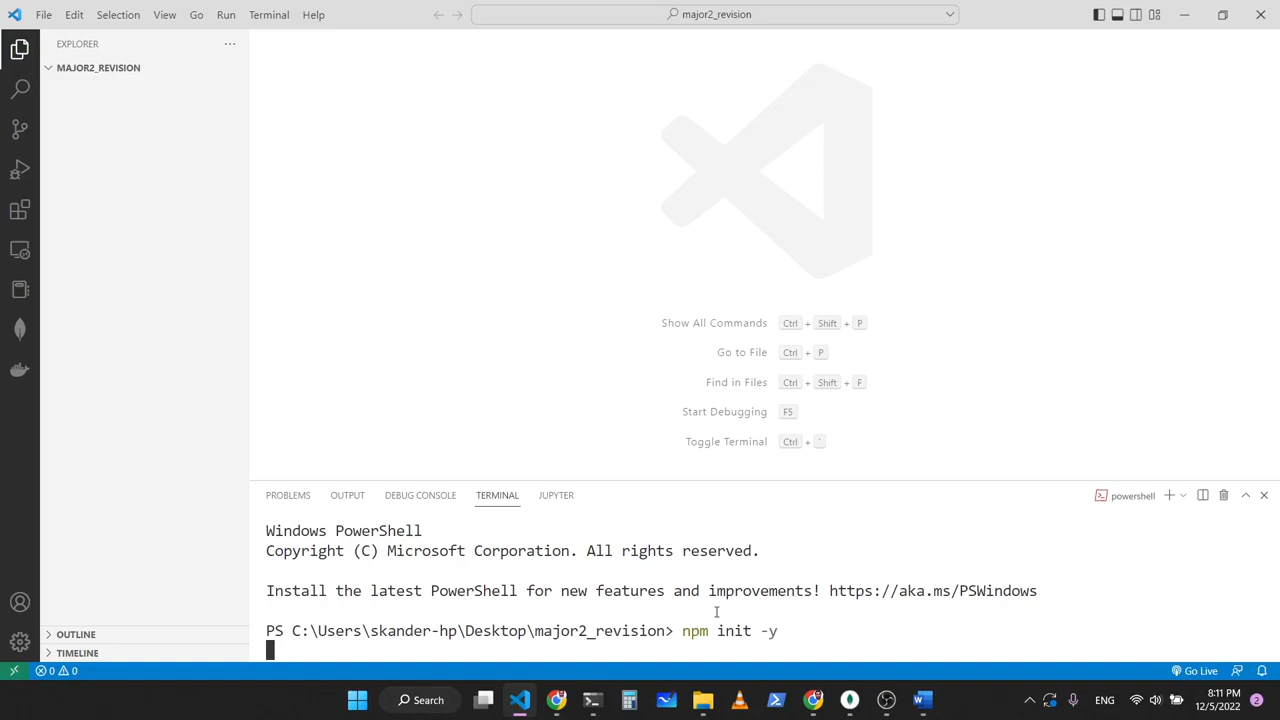 File Edit Selection View Go Run Terminal Help
major2_revision
EXPLORER
MAJOR2_REVISION
Show All Commands Ctrl + Shift + P
Go to File Ctrl + P
Find in Files Ctrl + Shift + F
Start Debugging F5
Toggle Terminal Ctrl + `
PROBLEMS OUTPUT DEBUG CONSOLE TERMINAL JUPYTER
powershell
Windows PowerShell
Copyright (C) Microsoft Corporation. All rights reserved.
Install the latest PowerShell for new features and improvements! https://aka.ms/PSWindows
PS C:\Users\skander-hp\Desktop\major2_revision> npm init -y
OUTLINE
TIMELINE
0 0
Go Live
Search
ENG
8:11 PM
12/5/2022
2